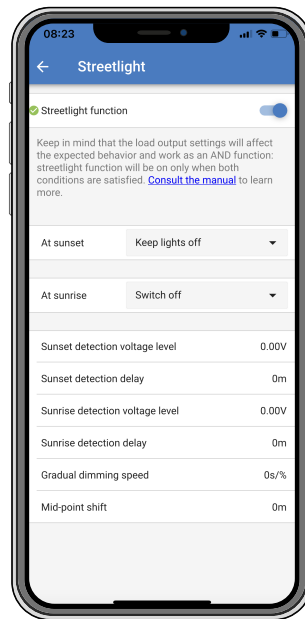 08:23
Streetlight
Streetlight function
Keep in mind that the load output settings will affect
the expected behavior and work as an AND function:
streetlight function will be on only when both
conditions are satisfied. Consult the manual to learn
more.
At sunset Keep lights off
At sunrise Switch off
Sunset detection voltage level 0.00V
Sunset detection delay 0m
Sunrise detection voltage level 0.00V
Sunrise detection delay 0m
Gradual dimming speed 0s/%
Mid-point shift 0m